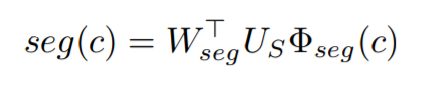 seg(c) = W_{seg}^⊤ U_S Φ_{seg}(c)